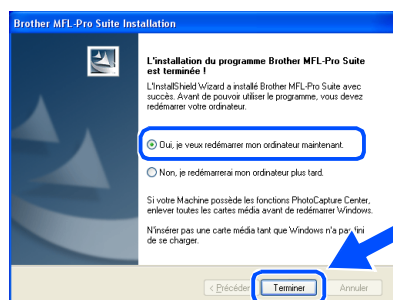 Brother MFL-Pro Suite Installation
L'installation du programme Brother MFL-Pro Suite
est terminée !
L'InstallShield Wizard a installé Brother MFL-Pro Suite avec
succès. Avant de pouvoir utiliser le programme, vous devez
redémarrer votre ordinateur.
Oui, je veux redémarrer mon ordinateur maintenant.
Non, je redémarrerai mon ordinateur plus tard.
Si votre Machine possède les fonctions PhotoCapture Center,
enlever toutes les cartes média avant de redémarrer Windows.
N'insérer pas une carte média tant que Windows n'a pas fini
de se charger.
< Précéder Terminer Annuler